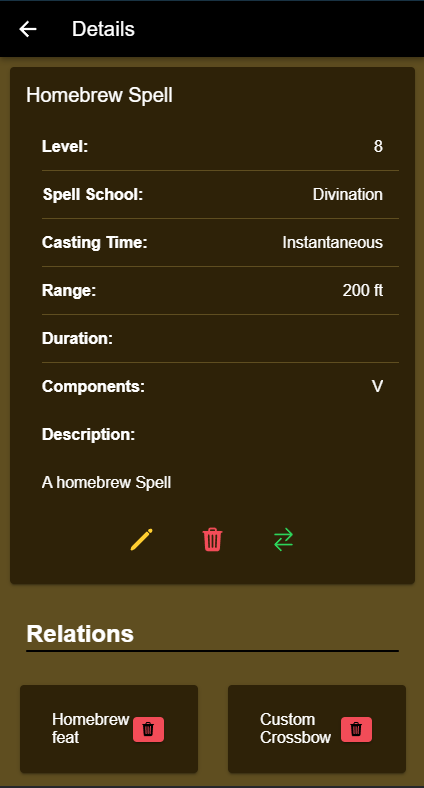 Details
Homebrew Spell
Level: 8
Spell School: Divination
Casting Time: Instantaneous
Range: 200 ft
Duration:
Components: V
Description:
A homebrew Spell
Relations
Homebrew
feat
Custom
Crossbow